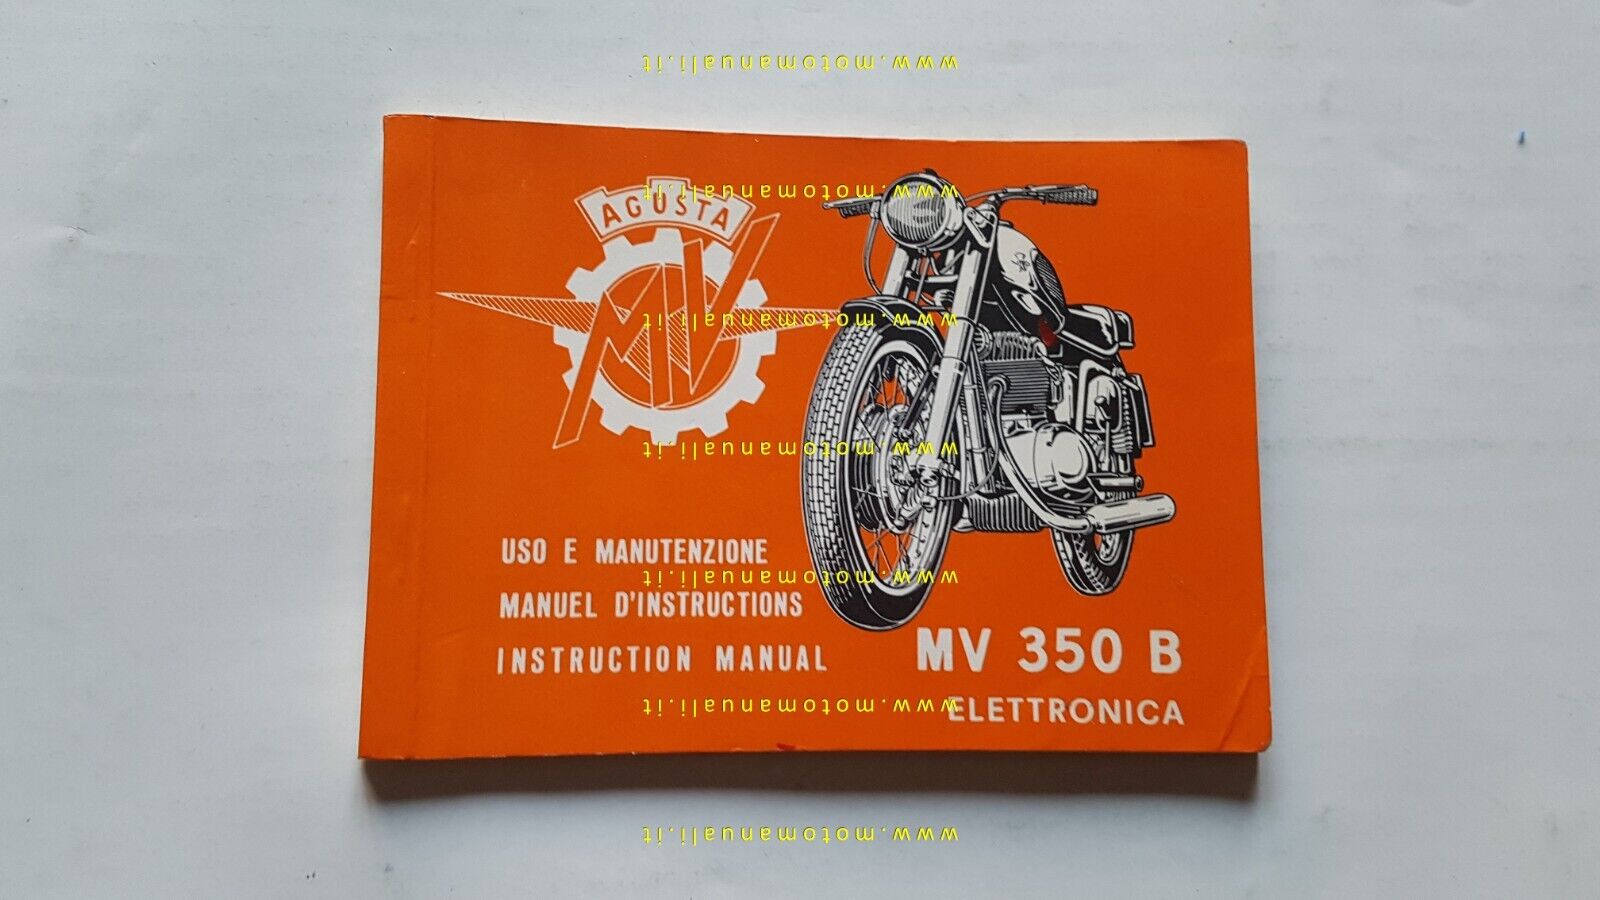 www.motomanuali.it
www.motomanuali.it
AGUSTA
MV
www.motomanuali.it
www.motomanuali.it
USO E MANUTENZIONE
www.motomanuali.it
MANUEL D'INSTRUCTIONS
INSTRUCTION MANUAL
MV 350 B
www.motomanuali.it
ELETTRONICA
www.motomanuali.it